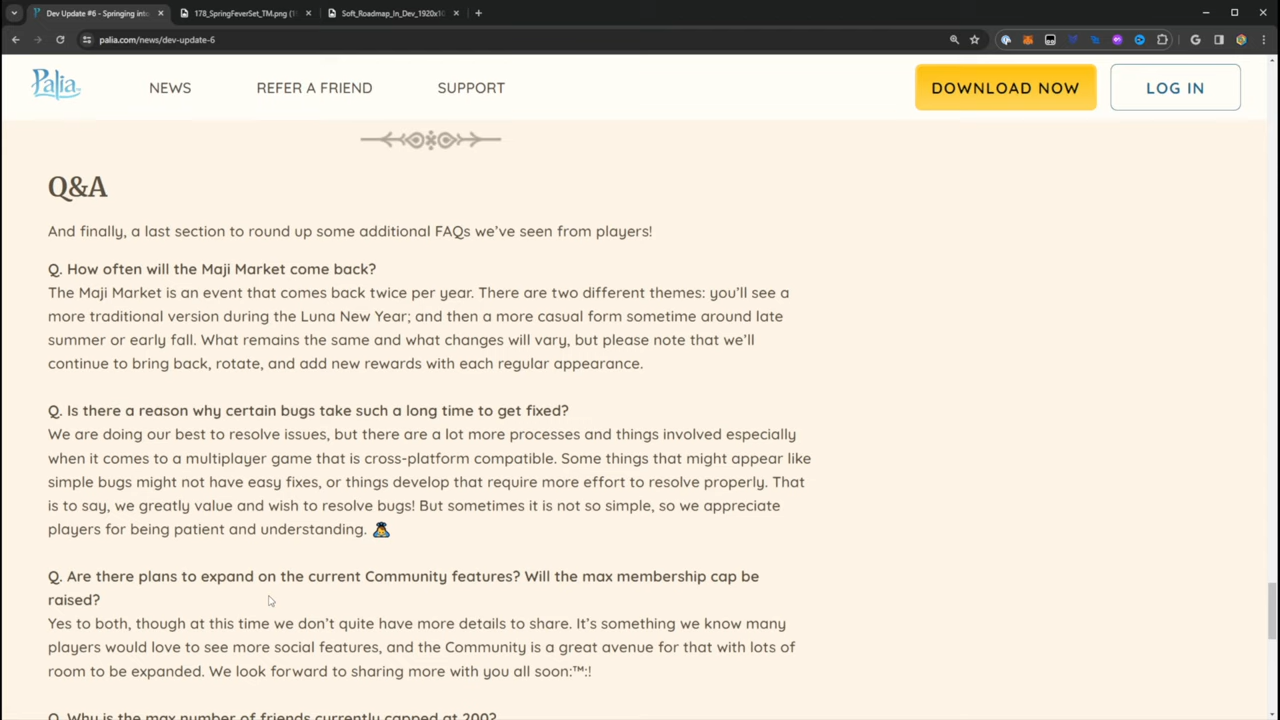 Dev Update #6 - Springing into
178_SpringFeverSet_TM.png (1
Soft_Roadmap_In_Dev_1920x10
palia.com/news/dev-update-6
Palia
NEWS
REFER A FRIEND
SUPPORT
DOWNLOAD NOW
LOG IN
Q&A
And finally, a last section to round up some additional FAQs we’ve seen from players!
Q. How often will the Maji Market come back?
The Maji Market is an event that comes back twice per year. There are two different themes: you’ll see a
more traditional version during the Luna New Year; and then a more casual form sometime around late
summer or early fall. What remains the same and what changes will vary, but please note that we’ll
continue to bring back, rotate, and add new rewards with each regular appearance.
Q. Is there a reason why certain bugs take such a long time to get fixed?
We are doing our best to resolve issues, but there are a lot more processes and things involved especially
when it comes to a multiplayer game that is cross-platform compatible. Some things that might appear like
simple bugs might not have easy fixes, or things develop that require more effort to resolve properly. That
is to say, we greatly value and wish to resolve bugs! But sometimes it is not so simple, so we appreciate
players for being patient and understanding.
Q. Are there plans to expand on the current Community features? Will the max membership cap be
raised?
Yes to both, though at this time we don’t quite have more details to share. It’s something we know many
players would love to see more social features, and the Community is a great avenue for that with lots of
room to be expanded. We look forward to sharing more with you all soon:™:!
Q. Why is the max number of friends currently capped at 200?